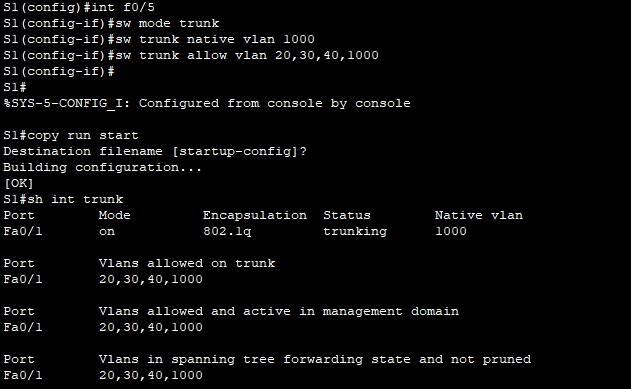 S1(config)#int f0/5
S1(config-if)#sw mode trunk
S1(config-if)#sw trunk native vlan 1000
S1(config-if)#sw trunk allow vlan 20,30,40,1000
S1(config-if)#
S1#
%SYS-5-CONFIG_I: Configured from console by console
S1#copy run start
Destination filename [startup-config]?
Building configuration...
[OK]
S1#sh int trunk
Port Mode Encapsulation Status Native vlan
Fa0/1 on 802.1q trunking 1000
Port Vlans allowed on trunk
Fa0/1 20,30,40,1000
Port Vlans allowed and active in management domain
Fa0/1 20,30,40,1000
Port Vlans in spanning tree forwarding state and not pruned
Fa0/1 20,30,40,1000